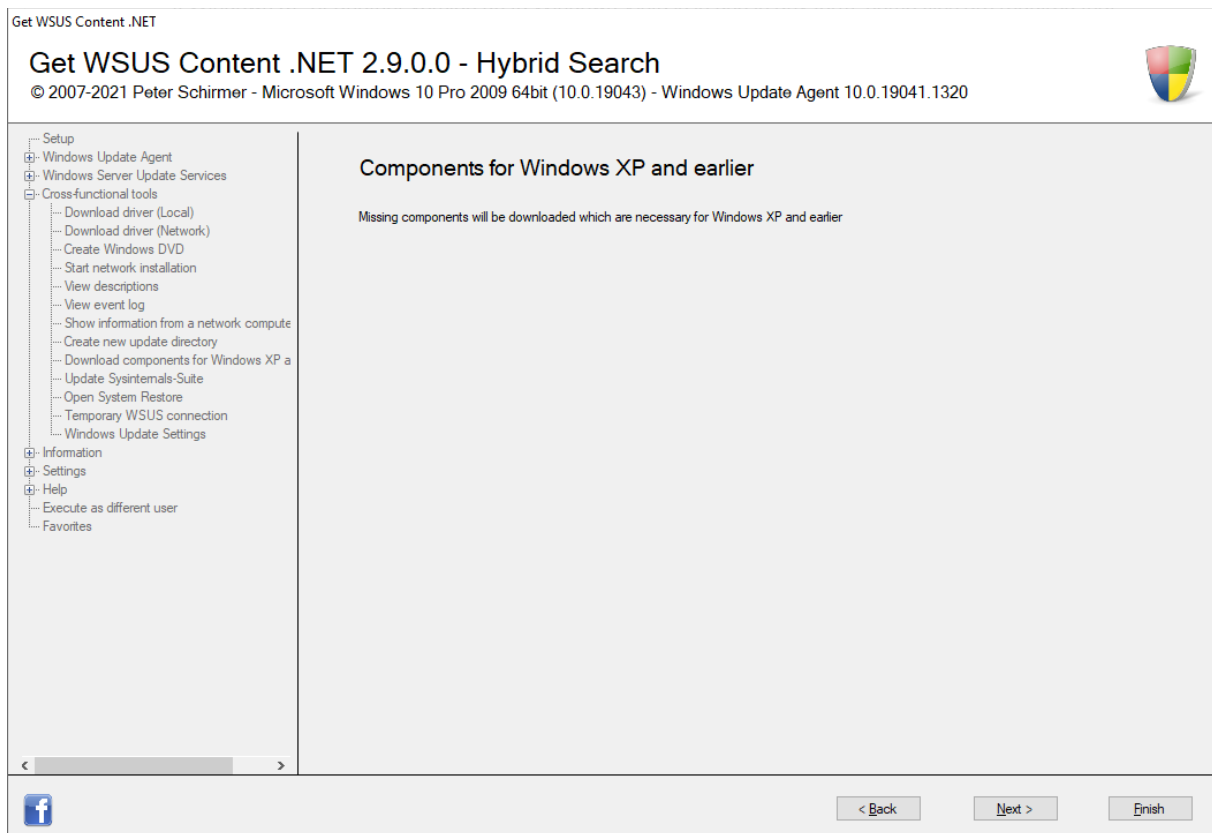 Get WSUS Content .NET
Get WSUS Content .NET 2.9.0.0 - Hybrid Search
© 2007-2021 Peter Schirmer - Microsoft Windows 10 Pro 2009 64bit (10.0.19043) - Windows Update Agent 10.0.19041.1320
Setup
Windows Update Agent
Windows Server Update Services
Cross-functional tools
Download driver (Local)
Download driver (Network)
Create Windows DVD
Start network installation
View descriptions
View event log
Show information from a network compute
Create new update directory
Download components for Windows XP a
Update Sysinternals-Suite
Open System Restore
Temporary WSUS connection
Windows Update Settings
Information
Settings
Help
Execute as different user
Favorites
Components for Windows XP and earlier
Missing components will be downloaded which are necessary for Windows XP and earlier
f
< Back
Next >
Finish